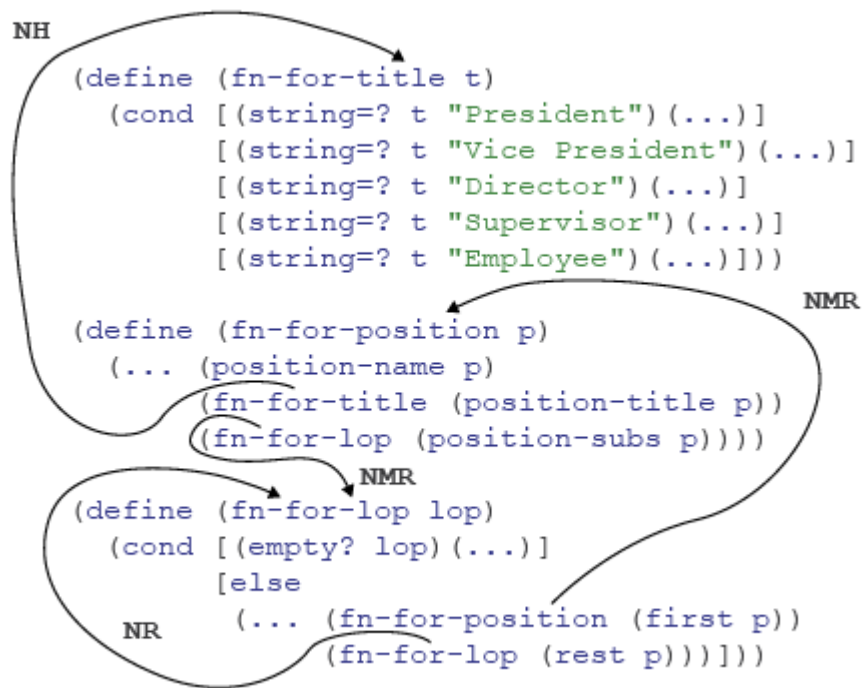 NH
(define (fn-for-title t)
(cond [(string=? t "President")(...)]
[(string=? t "Vice President")(...)]
[(string=? t "Director")(...)]
[(string=? t "Supervisor")(...)]
[(string=? t "Employee")(...)]))
NMR
(define (fn-for-position p)
(... (position-name p)
(fn-for-title (position-title p))
(fn-for-lop (position-subs p))))
NMR
(define (fn-for-lop lop)
(cond [(empty? lop)(...)]
[else
(... (fn-for-position (first p))
NR
(fn-for-lop (rest p)))]))